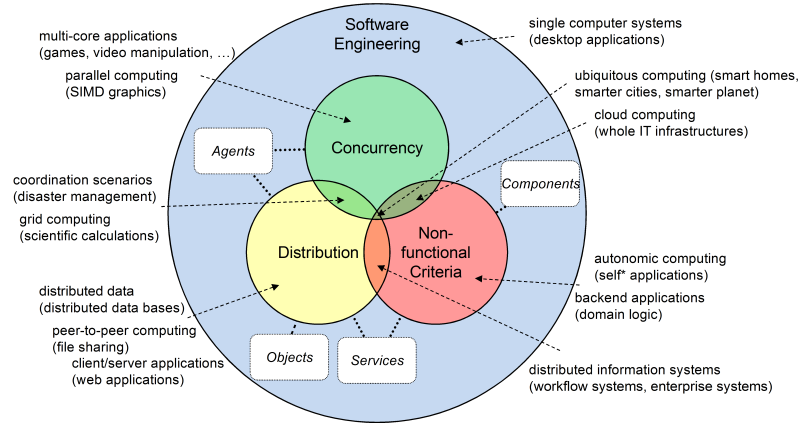 Software
Engineering
single computer systems
(desktop applications)
multi-core applications
(games, video manipulation, ...)
parallel computing
(SIMD graphics)
ubiquitous computing (smart homes,
smarter cities, smarter planet)
cloud computing
(whole IT infrastructures)
Concurrency
Agents
Components
coordination scenarios
(disaster management)
grid computing
(scientific calculations)
Distribution
Non-
functional
Criteria
autonomic computing
(self* applications)
backend applications
(domain logic)
distributed data
(distributed data bases)
peer-to-peer computing
(file sharing)
client/server applications
(web applications)
Objects
Services
distributed information systems
(workflow systems, enterprise systems)